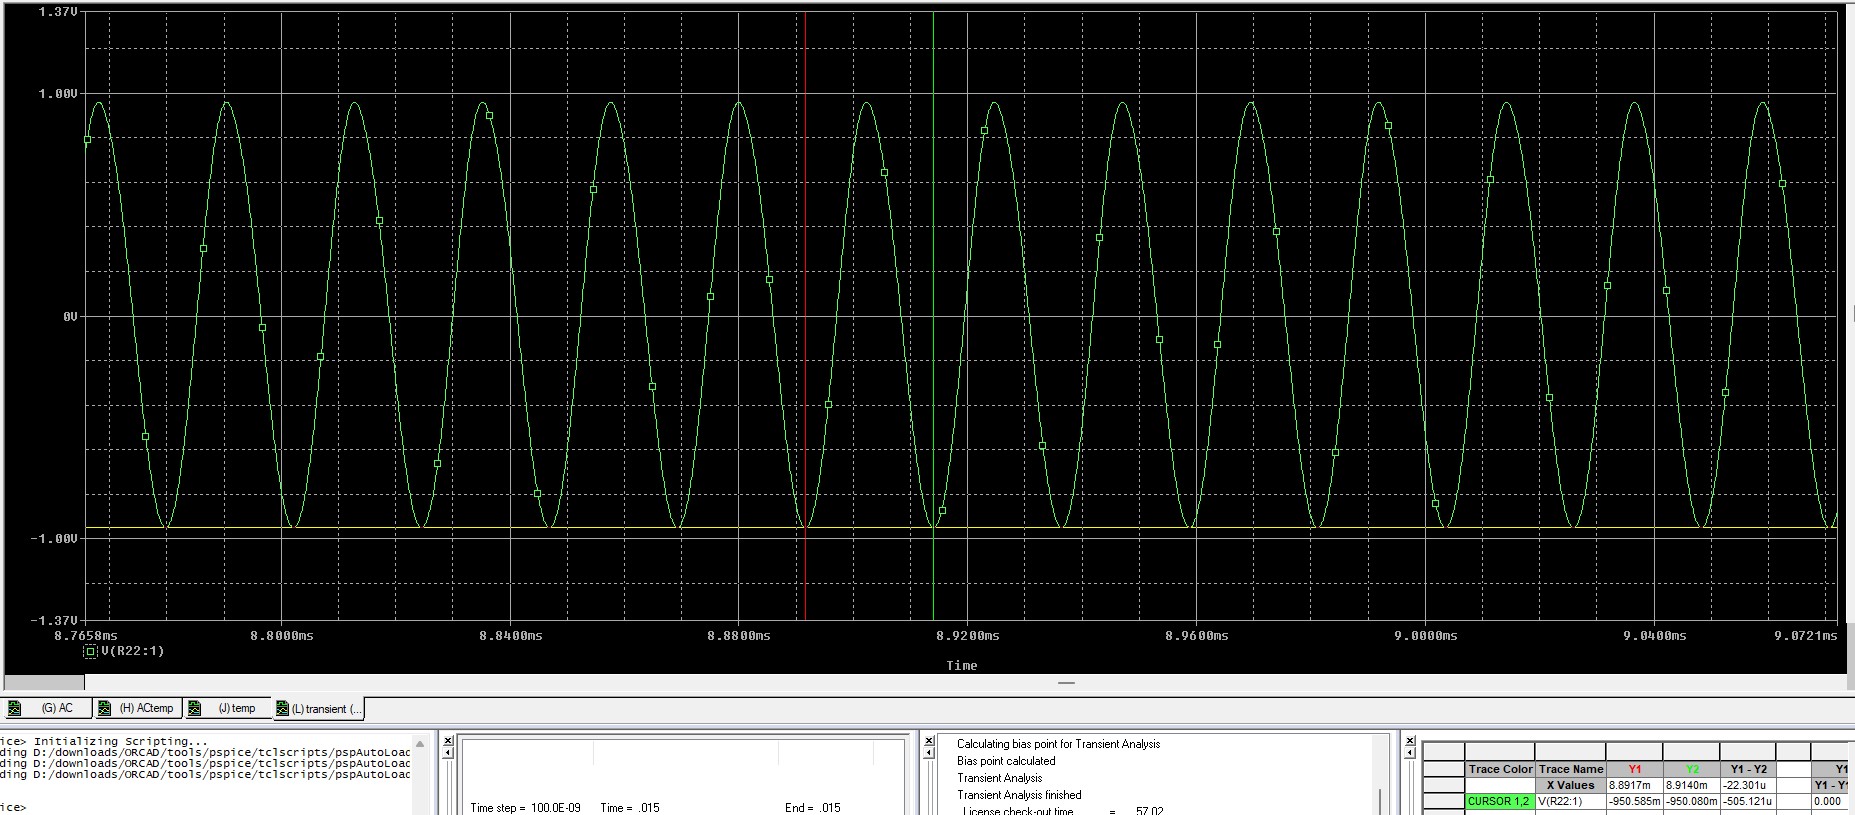 1.37V
1.00V
0V
-1.00V
-1.37V
8.7658ms 8.8000ms 8.8400ms 8.8800ms 8.9200ms 8.9600ms 9.0000ms 9.0400ms 9.0721ms
V(R22:1)
Time
(G) AC (H) ACtemp (J) temp (L) transient (...
ice> Initializing Scripting...
ding D:/downloads/ORCAD/tools/pspice/tclscripts/pspAutoLoad
ding D:/downloads/ORCAD/tools/pspice/tclscripts/pspAutoLoad
ding D:/downloads/ORCAD/tools/pspice/tclscripts/pspAutoLoad
ice>
Time step = 100.0E-09 Time = .015 End = .015
Calculating bias point for Transient Analysis
Bias point calculated
Transient Analysis
Transient Analysis finished
License check-out time = 57.02
Trace Color Trace Name Y1 Y2 Y1 - Y2 Y1
X Values 8.8917m 8.9140m -22.301u Y1 - Y1
CURSOR 1,2 V(R22:1) -950.585m -950.080m -505.121u 0.000